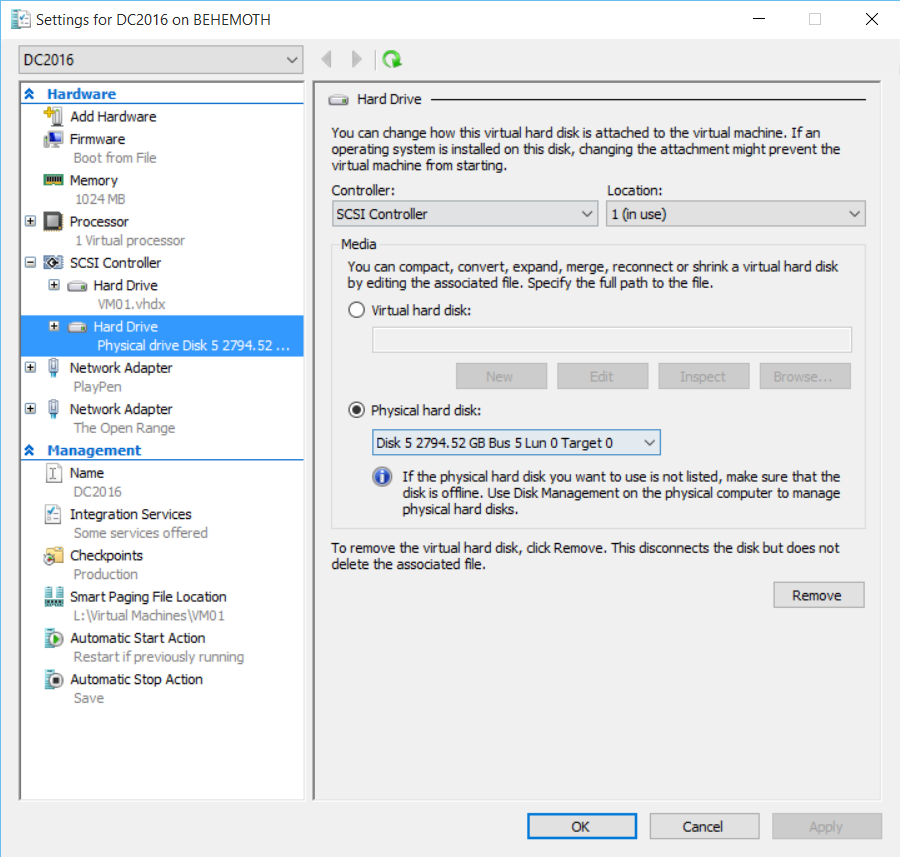 Settings for DC2016 on BEHEMOTH
DC2016
Hardware
Add Hardware
Firmware
Boot from File
Memory
1024 MB
Processor
1 Virtual processor
SCSI Controller
Hard Drive
VM01.vhdx
Hard Drive
Physical drive Disk 5 2794.52 ...
Network Adapter
PlayPen
Network Adapter
The Open Range
Management
Name
DC2016
Integration Services
Some services offered
Checkpoints
Production
Smart Paging File Location
L:\Virtual Machines\VM01
Automatic Start Action
Restart if previously running
Automatic Stop Action
Save
Hard Drive
You can change how this virtual hard disk is attached to the virtual machine. If an
operating system is installed on this disk, changing the attachment might prevent the
virtual machine from starting.
Controller: Location:
SCSI Controller 1 (in use)
Media
You can compact, convert, expand, merge, reconnect or shrink a virtual hard disk
by editing the associated file. Specify the full path to the file.
Virtual hard disk:
New Edit Inspect Browse...
Physical hard disk:
Disk 5 2794.52 GB Bus 5 Lun 0 Target 0
If the physical hard disk you want to use is not listed, make sure that the
disk is offline. Use Disk Management on the physical computer to manage
physical hard disks.
To remove the virtual hard disk, click Remove. This disconnects the disk but does not
delete the associated file.
Remove
OK Cancel Apply